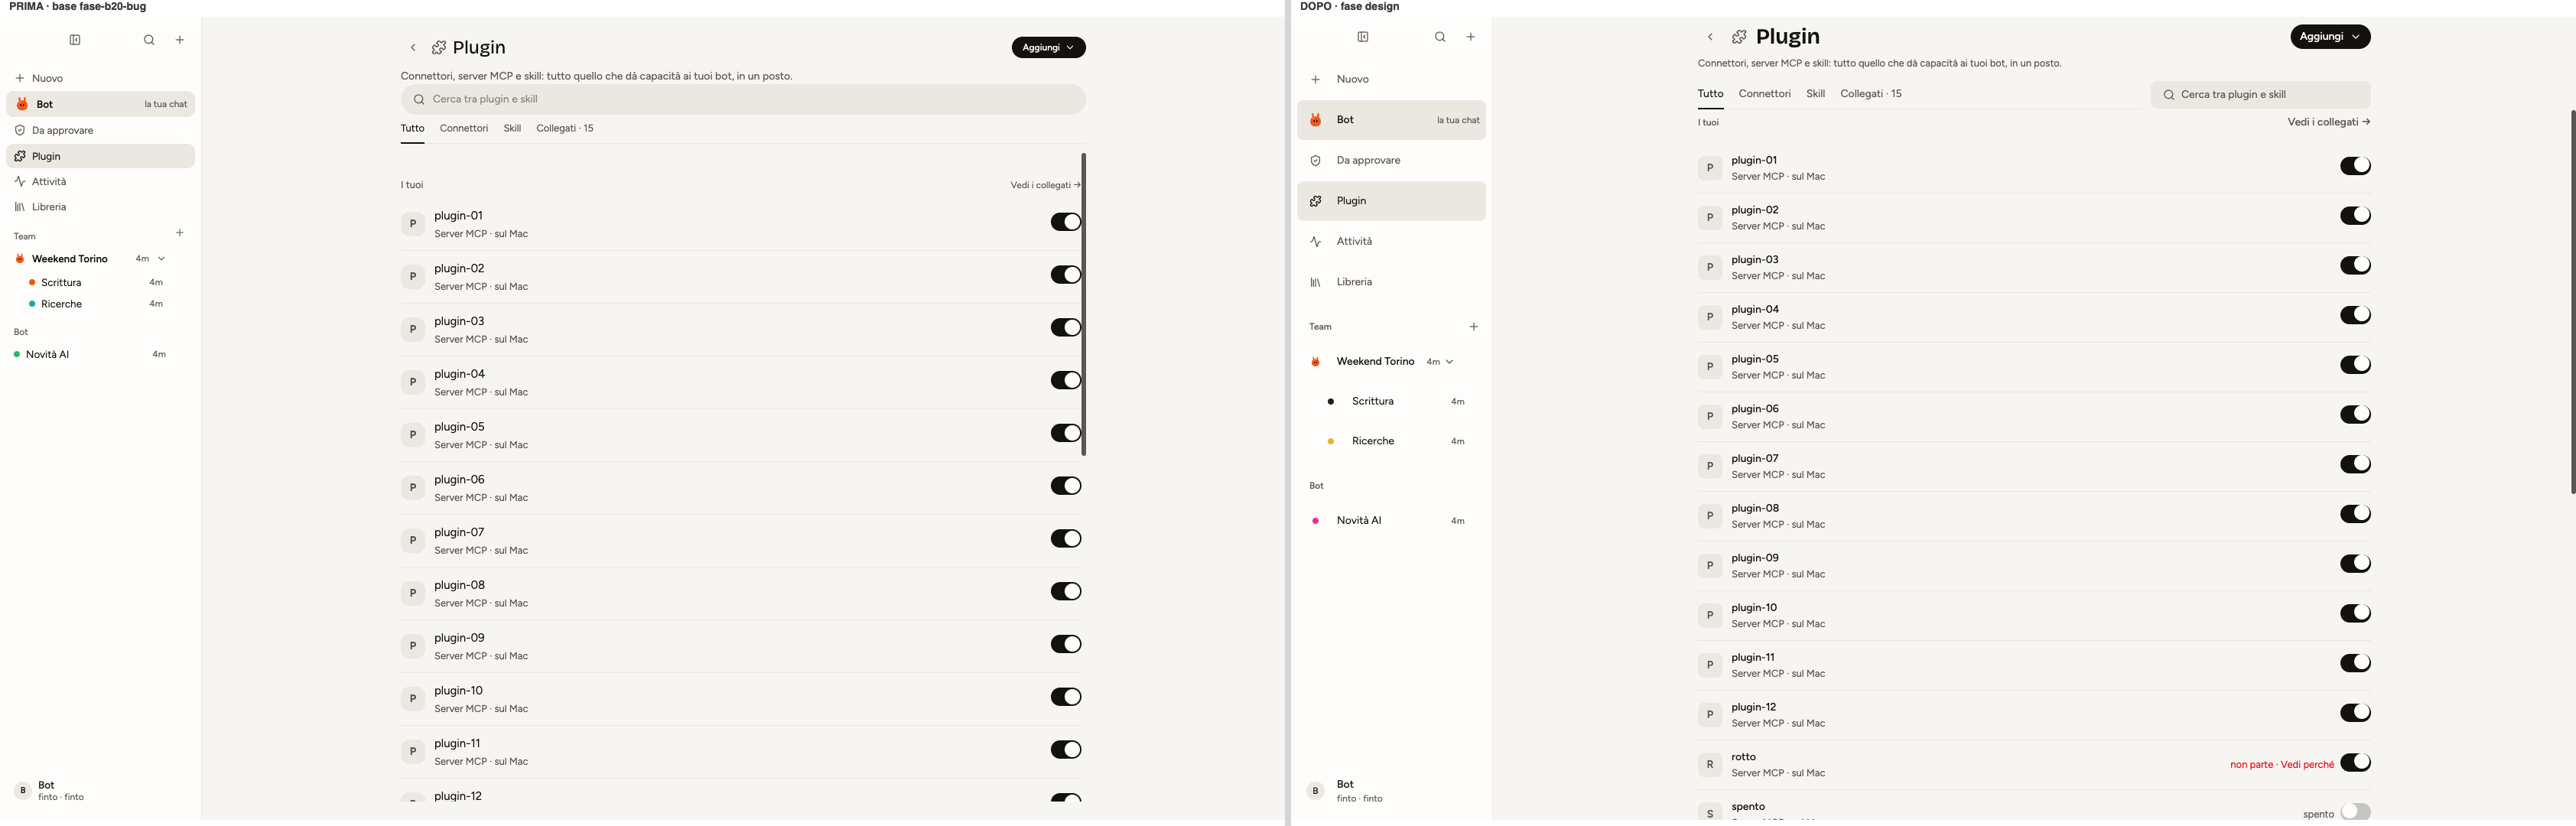 PRIMA · base fase-b20-bug
Nuovo
Bot la tua chat
Da approvare
Plugin
Attività
Libreria
Team
Weekend Torino 4m
Scrittura 4m
Ricerche 4m
Bot
Novità AI 4m
B
Bot
finto · finto
Plugin
Aggiungi
Connettori, server MCP e skill: tutto quello che dà capacità ai tuoi bot, in un posto.
Cerca tra plugin e skill
Tutto Connettori Skill Collegati · 15
I tuoi Vedi i collegati →
P
plugin-01
Server MCP · sul Mac
P
plugin-02
Server MCP · sul Mac
P
plugin-03
Server MCP · sul Mac
P
plugin-04
Server MCP · sul Mac
P
plugin-05
Server MCP · sul Mac
P
plugin-06
Server MCP · sul Mac
P
plugin-07
Server MCP · sul Mac
P
plugin-08
Server MCP · sul Mac
P
plugin-09
Server MCP · sul Mac
P
plugin-10
Server MCP · sul Mac
P
plugin-11
Server MCP · sul Mac
plugin-12
DOPO · fase design
Nuovo
Bot la tua chat
Da approvare
Plugin
Attività
Libreria
Team
Weekend Torino 4m
Scrittura 4m
Ricerche 4m
Bot
Novità AI 4m
B
Bot
finto · finto
Plugin
Aggiungi
Connettori, server MCP e skill: tutto quello che dà capacità ai tuoi bot, in un posto.
Tutto Connettori Skill Collegati · 15
Cerca tra plugin e skill
I tuoi Vedi i collegati →
P
plugin-01
Server MCP · sul Mac
P
plugin-02
Server MCP · sul Mac
P
plugin-03
Server MCP · sul Mac
P
plugin-04
Server MCP · sul Mac
P
plugin-05
Server MCP · sul Mac
P
plugin-06
Server MCP · sul Mac
P
plugin-07
Server MCP · sul Mac
P
plugin-08
Server MCP · sul Mac
P
plugin-09
Server MCP · sul Mac
P
plugin-10
Server MCP · sul Mac
P
plugin-11
Server MCP · sul Mac
P
plugin-12
Server MCP · sul Mac
R
rotto
Server MCP · sul Mac
non parte · Vedi perché
S
spento
spento